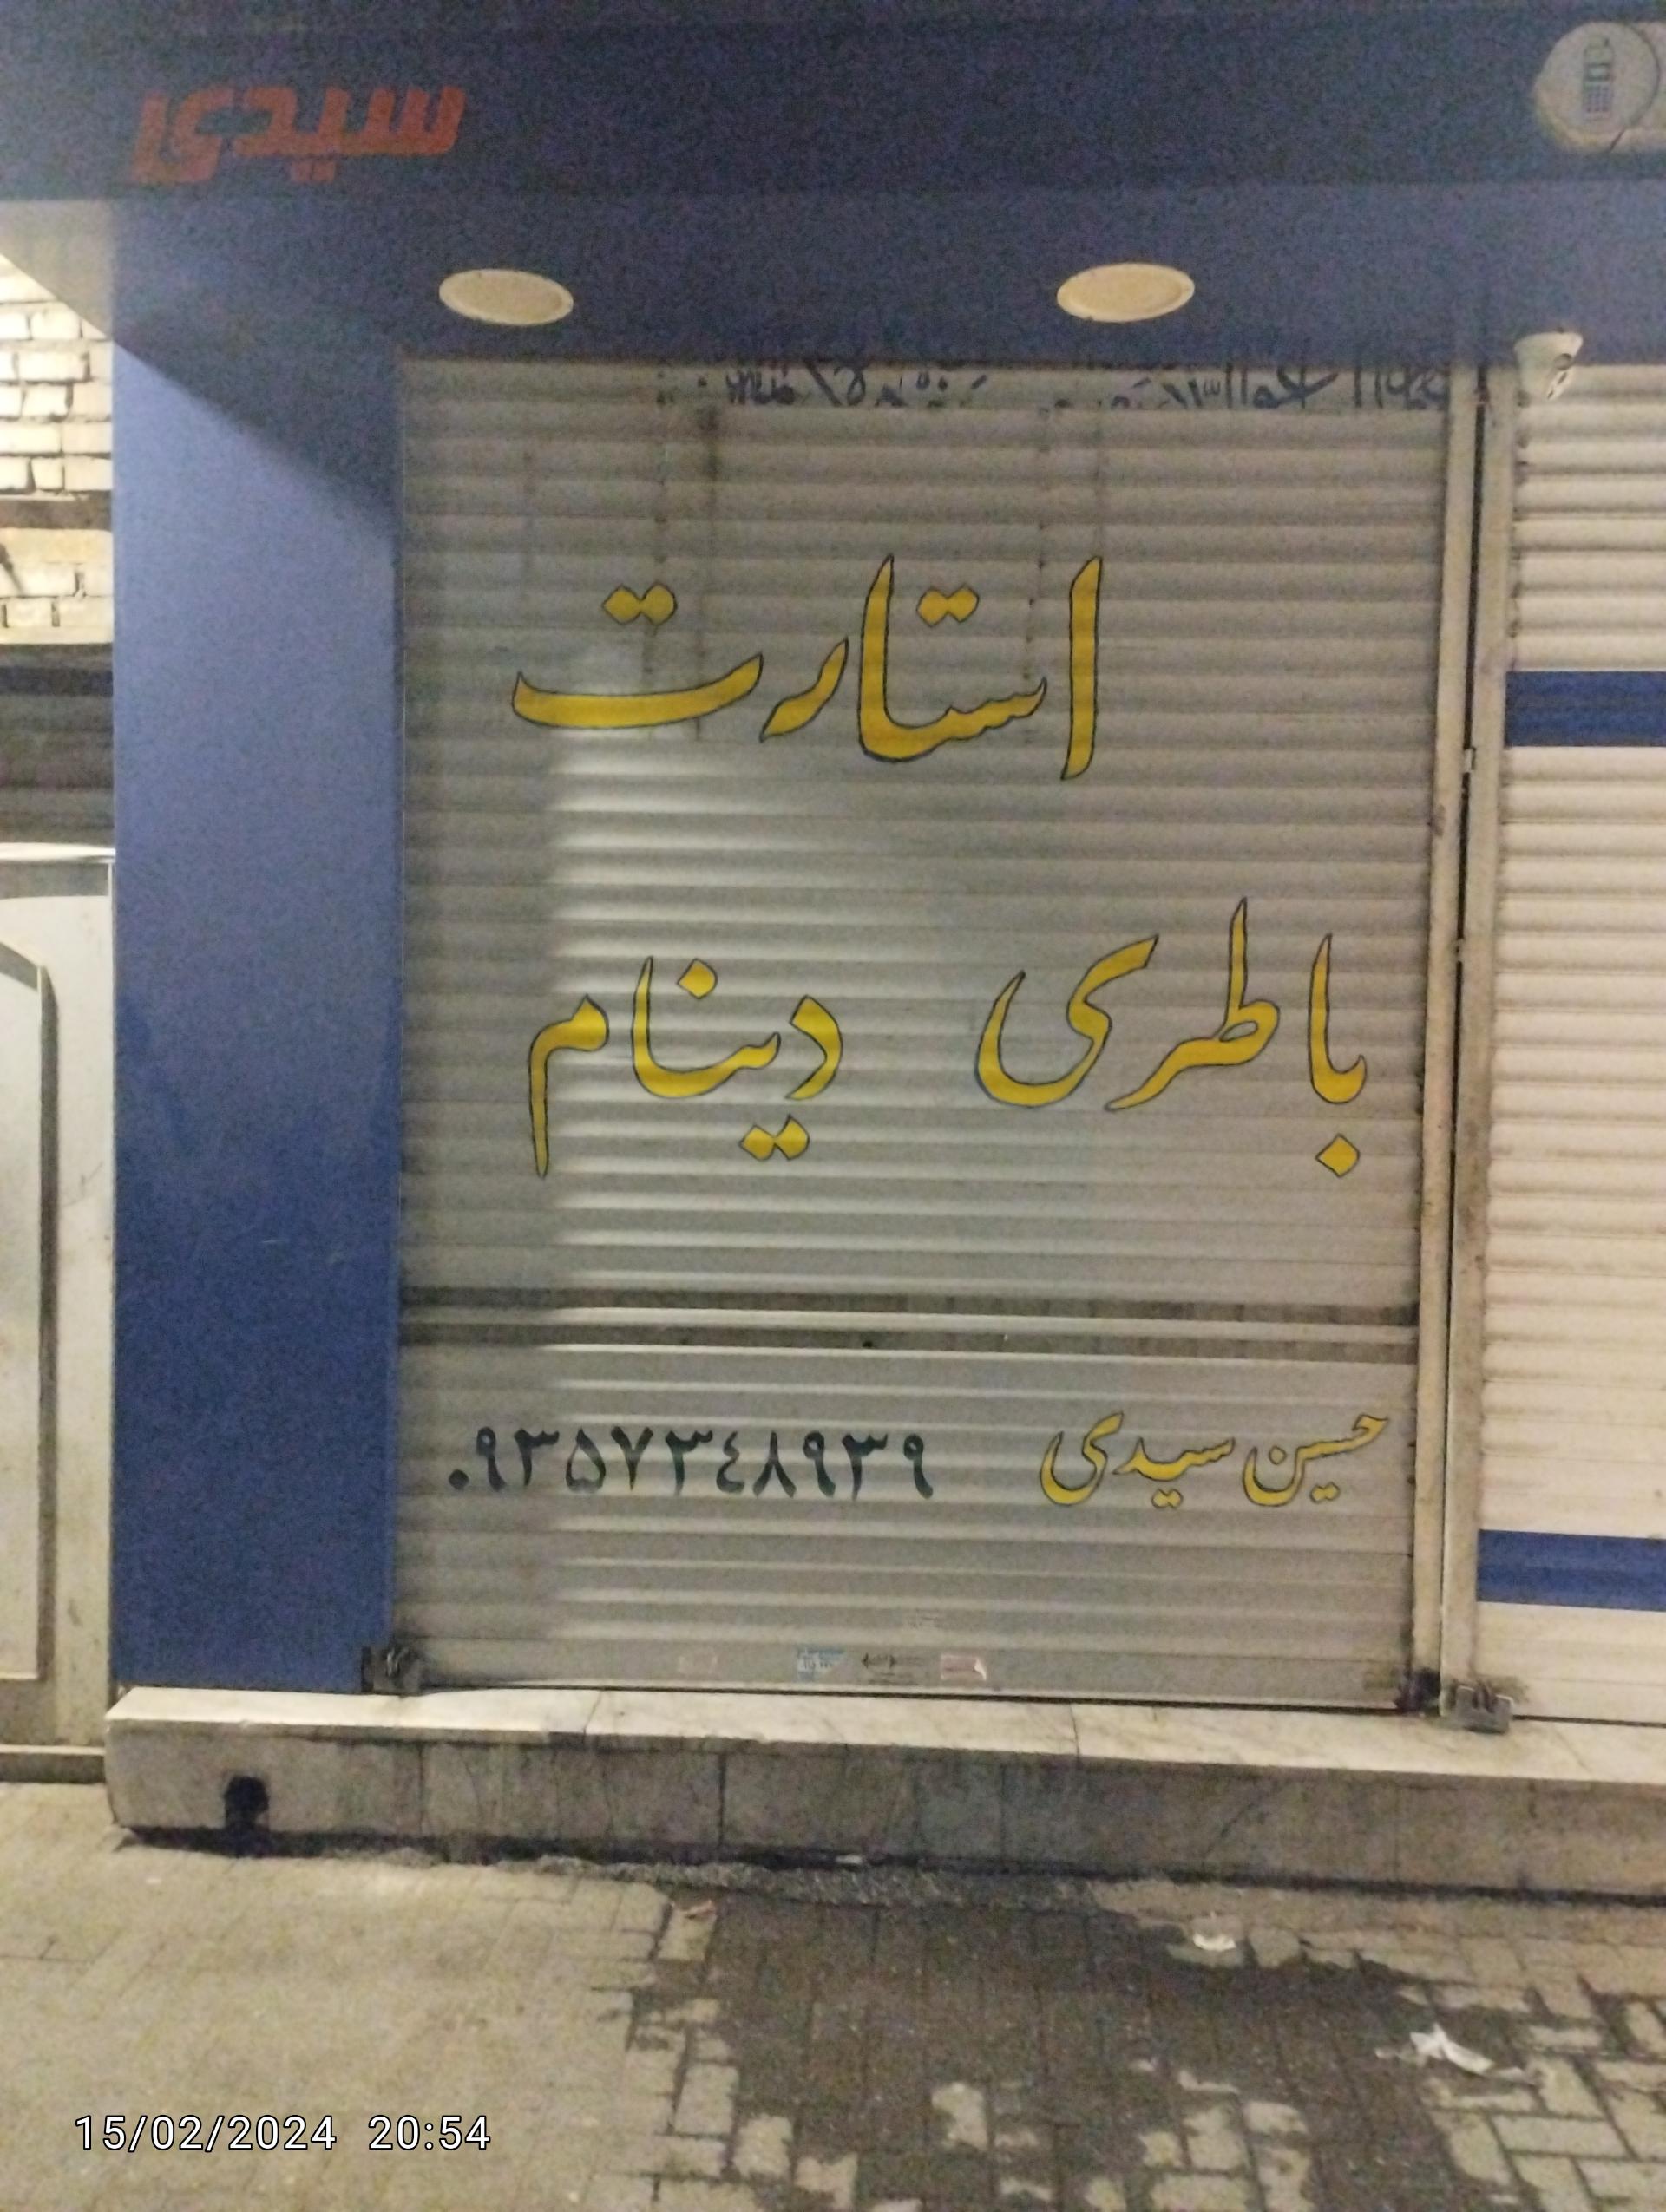 سیدی
استارت
باطری دینام
حسین سیدی ۰۹۳۵۷۳۴۸۹۳۹
15/02/2024 20:54